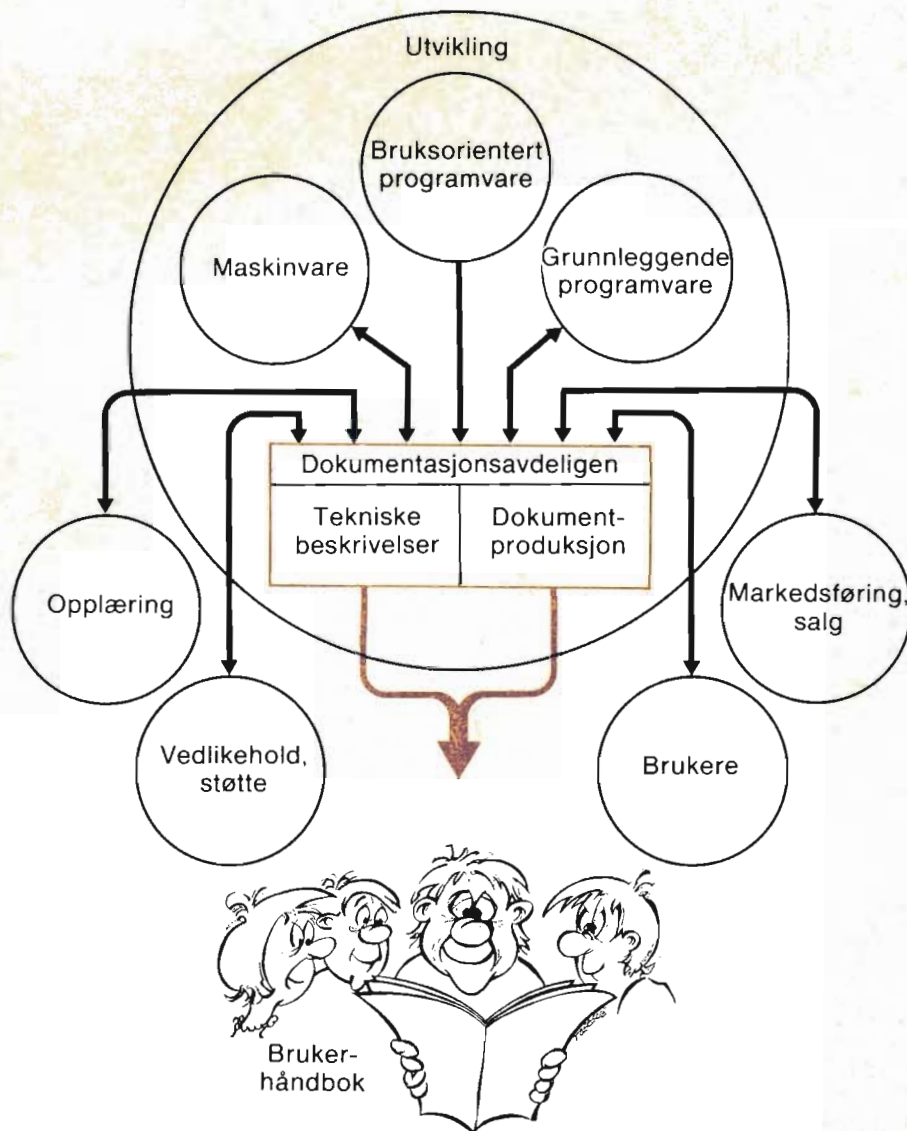 Utvikling
Bruksorientert
programvare
Maskinvare
Grunnleggende
programvare
Dokumentasjonsavdeligen
Tekniske
beskrivelser
Dokument-
produksjon
Opplæring
Markedsføring,
salg
Vedlikehold,
støtte
Brukere
Bruker-
håndbok